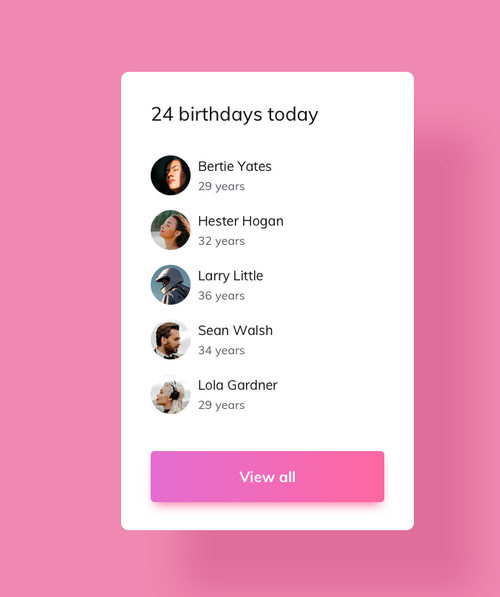 24 birthdays today
Bertie Yates
29 years
Hester Hogan
32 years
Larry Little
36 years
Sean Walsh
34 years
Lola Gardner
29 years
View all